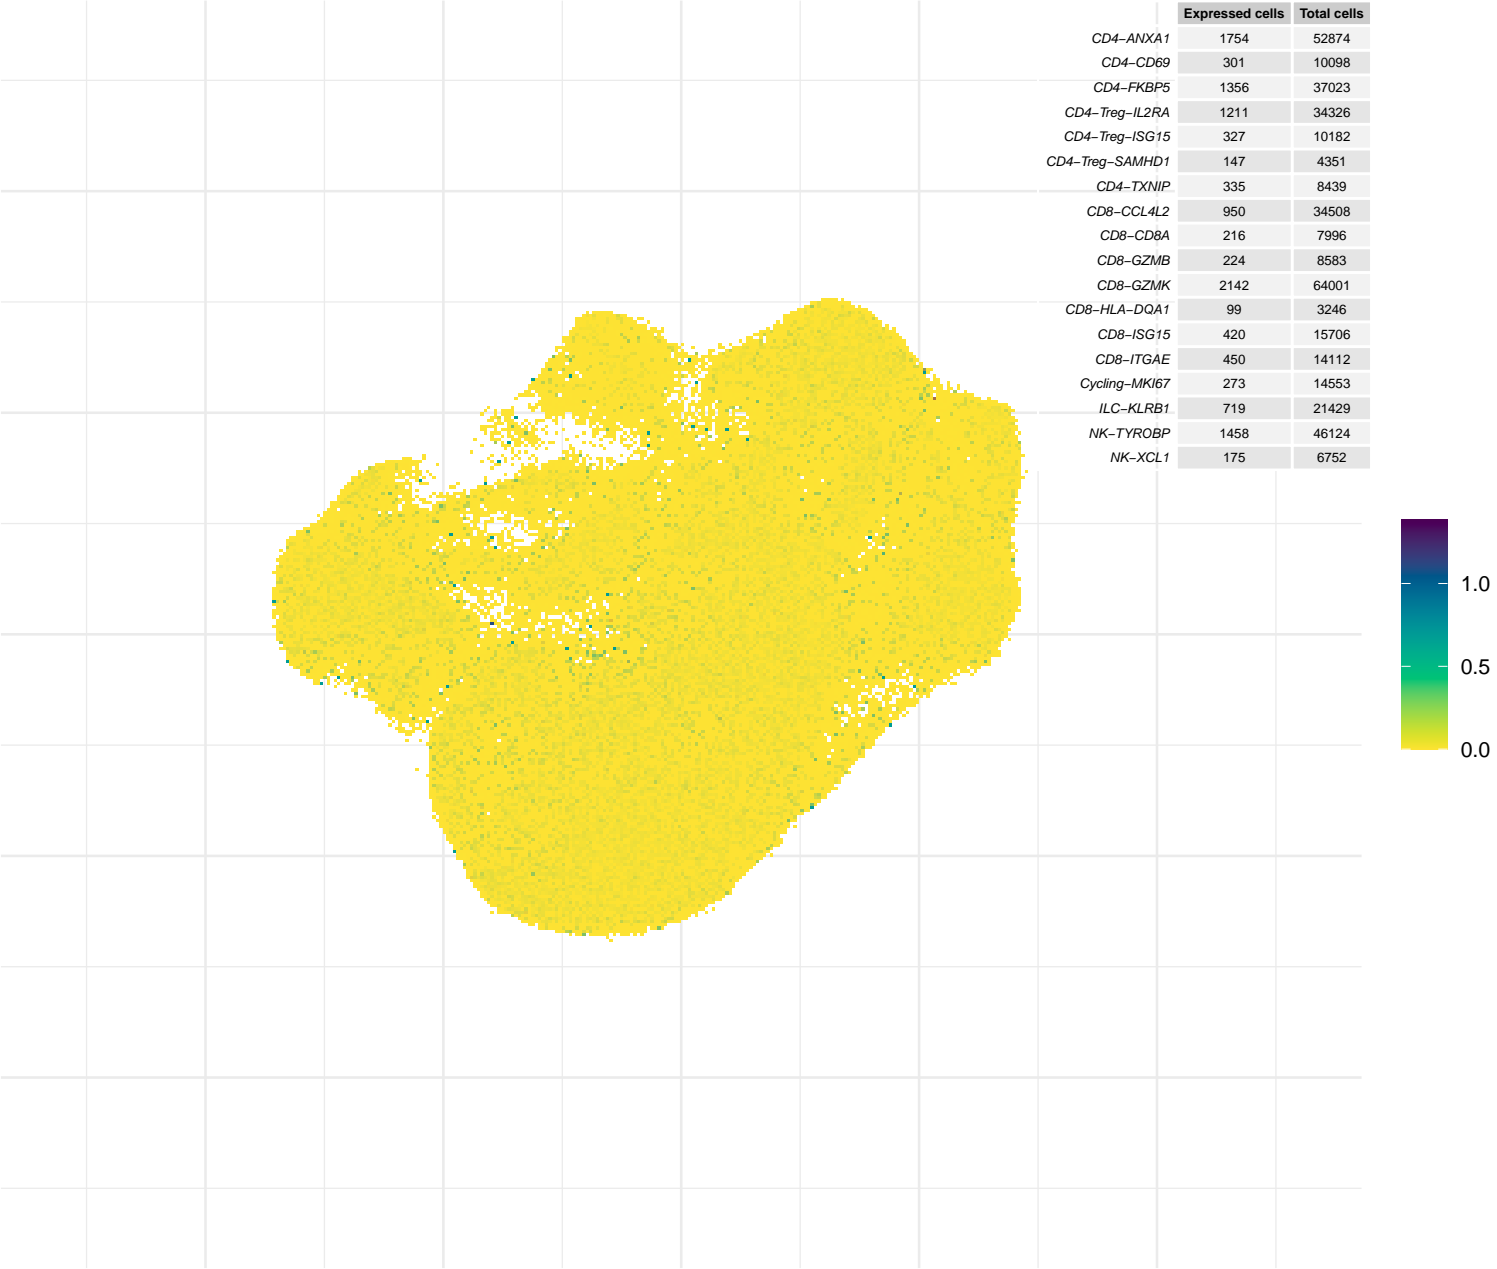 Expressed cells Total cells
CD4−ANXA1 1754 52874
CD4−CD69 301 10098
CD4−FKBP5 1356 37023
CD4−Treg−IL2RA 1211 34326
CD4−Treg−ISG15 327 10182
CD4−Treg−SAMHD1 147 4351
CD4−TXNIP 335 8439
CD8−CCL4L2 950 34508
CD8−CD8A 216 7996
CD8−GZMB 224 8583
CD8−GZMK 2142 64001
CD8−HLA−DQA1 99 3246
CD8−ISG15 420 15706
CD8−ITGAE 450 14112
Cycling−MKI67 273 14553
ILC−KLRB1 719 21429
NK−TYROBP 1458 46124
NK−XCL1 175 6752
1.0
0.5
0.0